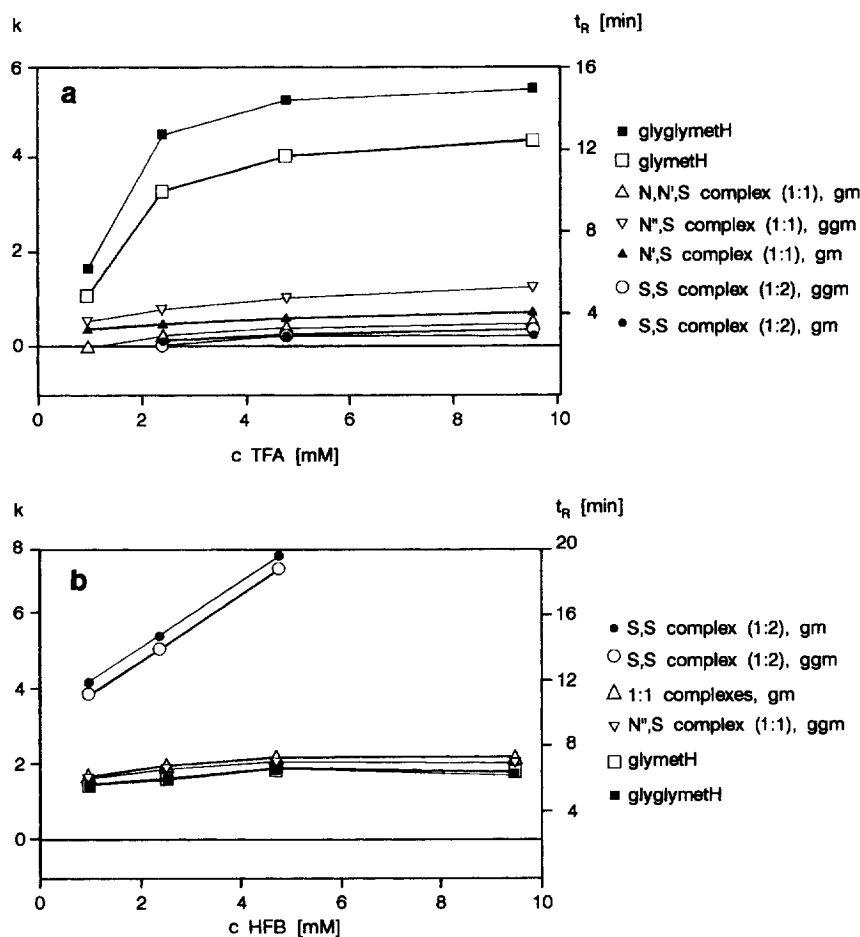 k
t_R [min]
a
6
4
2
0
16
12
8
4
0 2 4 6 8 10
c TFA [mM]
glyglymetH
glymetH
N,N',S complex (1:1), gm
N",S complex (1:1), ggm
N',S complex (1:1), gm
S,S complex (1:2), ggm
S,S complex (1:2), gm
k
t_R [min]
b
8
6
4
2
0
20
16
12
8
4
0 2 4 6 8 10
c HFB [mM]
S,S complex (1:2), gm
S,S complex (1:2), ggm
1:1 complexes, gm
N",S complex (1:1), ggm
glymetH
glyglymetH